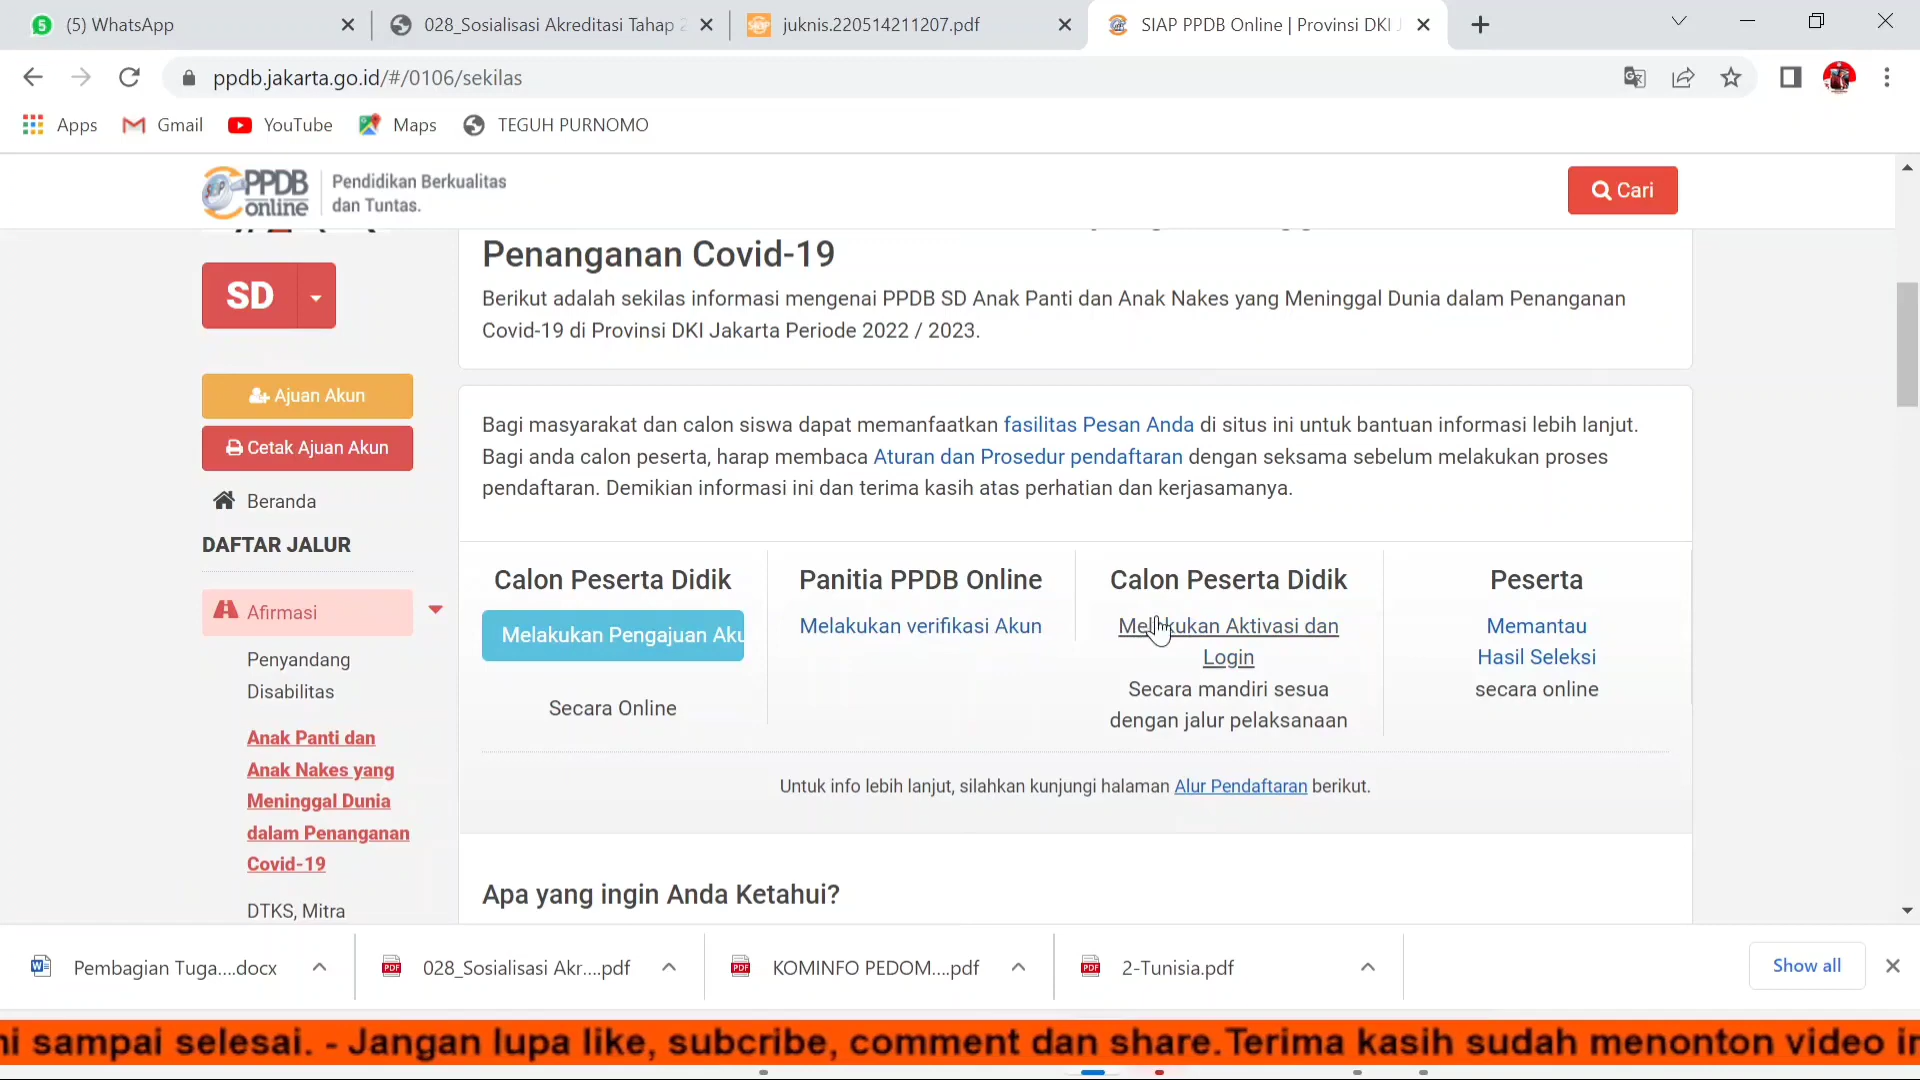 (5) WhatsApp
028_Sosialisasi Akreditasi Tahap 2
juknis.220514211207.pdf
SIAP PPDB Online | Provinsi DKI J
ppdb.jakarta.go.id/#/0106/sekilas
Apps
Gmail
YouTube
Maps
TEGUH PURNOMO
PPDB online
Pendidikan Berkualitas
dan Tuntas.
Cari
Penanganan Covid-19
Berikut adalah sekilas informasi mengenai PPDB SD Anak Panti dan Anak Nakes yang Meninggal Dunia dalam Penanganan
Covid-19 di Provinsi DKI Jakarta Periode 2022 / 2023.
SD
Ajuan Akun
Cetak Ajuan Akun
Beranda
DAFTAR JALUR
Afirmasi
Penyandang
Disabilitas
Anak Panti dan
Anak Nakes yang
Meninggal Dunia
dalam Penanganan
Covid-19
DTKS, Mitra
Bagi masyarakat dan calon siswa dapat memanfaatkan fasilitas Pesan Anda di situs ini untuk bantuan informasi lebih lanjut.
Bagi anda calon peserta, harap membaca Aturan dan Prosedur pendaftaran dengan seksama sebelum melakukan proses
pendaftaran. Demikian informasi ini dan terima kasih atas perhatian dan kerjasamanya.
Calon Peserta Didik
Melakukan Pengajuan Aku
Secara Online
Panitia PPDB Online
Melakukan verifikasi Akun
Calon Peserta Didik
Melakukan Aktivasi dan
Login
Secara mandiri sesua
dengan jalur pelaksanaan
Peserta
Memantau
Hasil Seleksi
secara online
Untuk info lebih lanjut, silahkan kunjungi halaman Alur Pendaftaran berikut.
Apa yang ingin Anda Ketahui?
Pembagian Tuga....docx
028_Sosialisasi Akr....pdf
KOMINFO PEDOM....pdf
2-Tunisia.pdf
Show all
ni sampai selesai. - Jangan lupa like, subcribe, comment dan share.Terima kasih sudah menonton video in